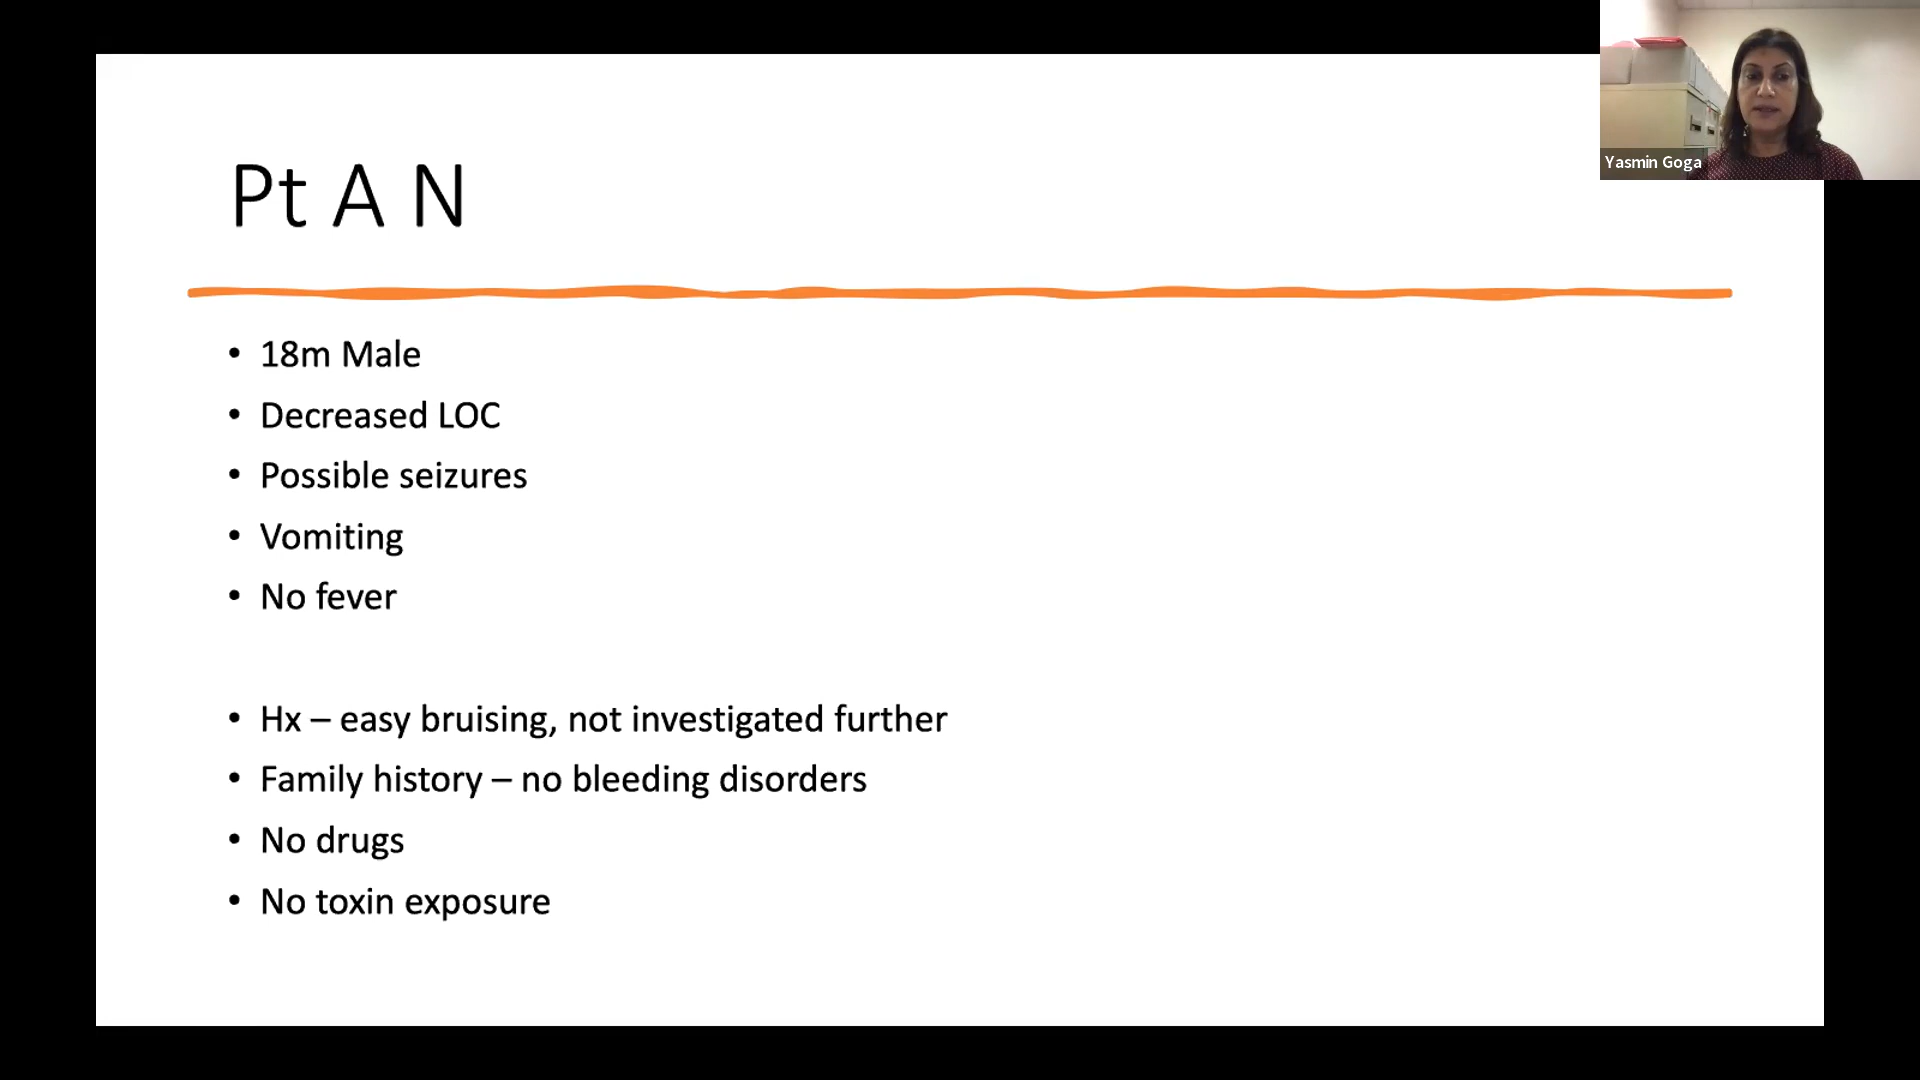 Yasmin Goga
Pt A N
• 18m Male
• Decreased LOC
• Possible seizures
• Vomiting
• No fever
• Hx – easy bruising, not investigated further
• Family history – no bleeding disorders
• No drugs
• No toxin exposure